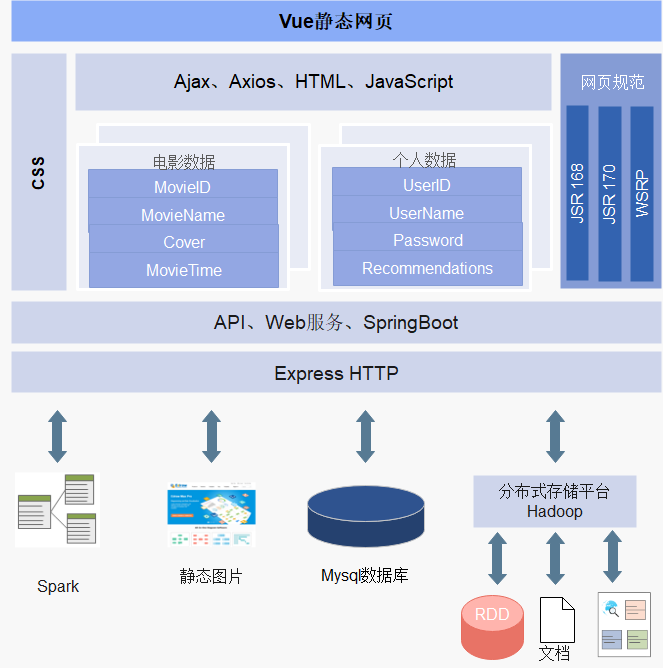 Vue静态网页
CSS
Ajax、Axios、HTML、JavaScript
电影数据
MovieID
MovieName
Cover
MovieTime
个人数据
UserID
UserName
Password
Recommendations
网页规范
JSR 168
JSR 170
WSRP
API、Web服务、SpringBoot
Express HTTP
Spark
静态图片
Mysql数据库
分布式存储平台
Hadoop
RDD
文档